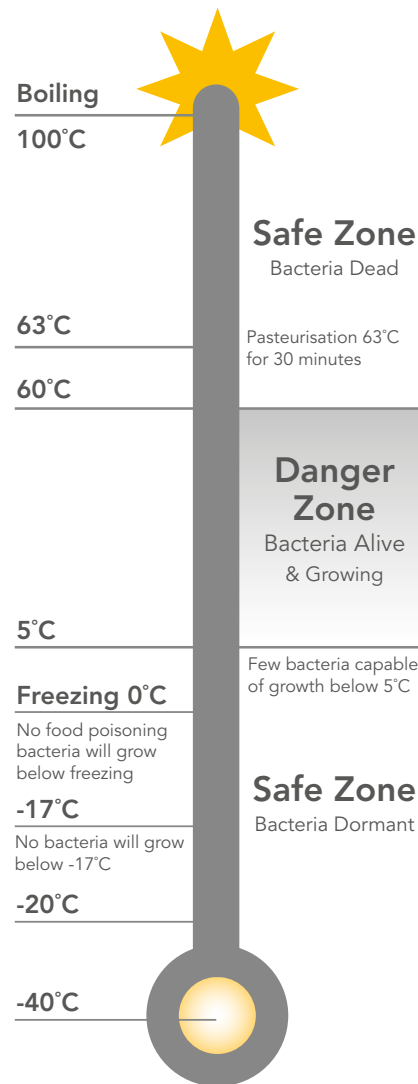 Boiling
100°C
Safe Zone
Bacteria Dead
63°C
Pasteurisation 63°C
for 30 minutes
60°C
Danger
Zone
Bacteria Alive
& Growing
5°C
Few bacteria capable
of growth below 5°C
Freezing 0°C
No food poisoning
bacteria will grow
below freezing
Safe Zone
Bacteria Dormant
-17°C
No bacteria will grow
below -17°C
-20°C
-40°C